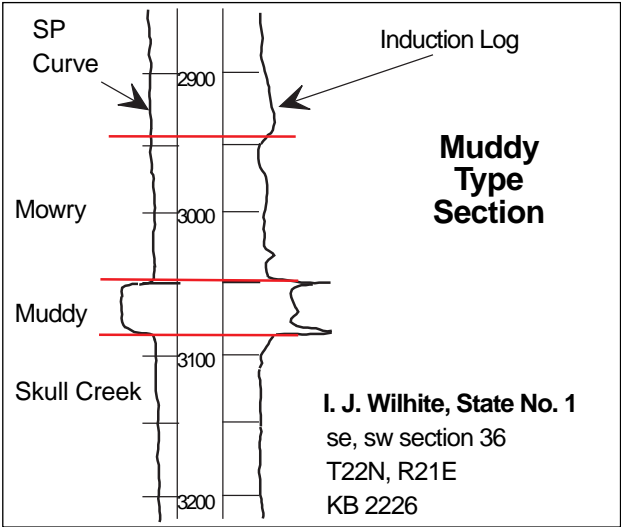 SP
Curve
Induction Log
2900
Muddy
Type
Section
Mowry
3000
Muddy
3100
Skull Creek
I. J. Wilhite, State No. 1
se, sw section 36
T22N, R21E
KB 2226
3200